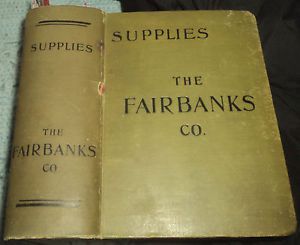 SUPPLIES
THE
FAIRBANKS
CO
SUPPLIES
THE
FAIRBANKS
CO.